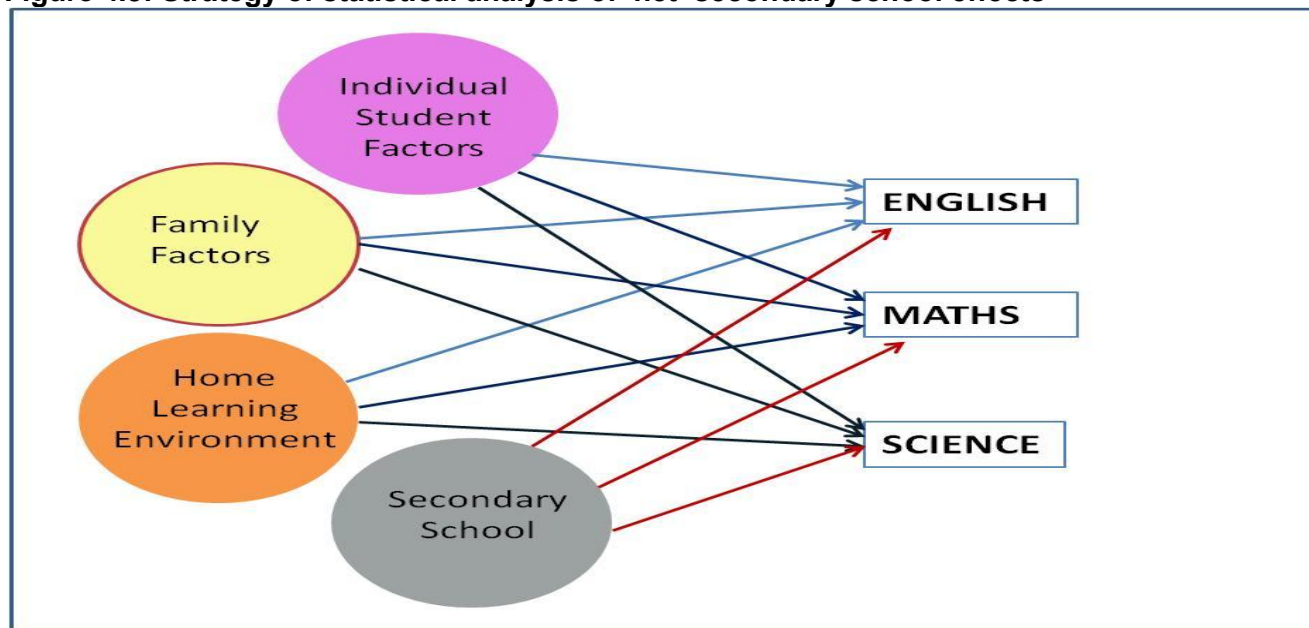 Figure Strategy of statistical analysis of net secondary school effects
Individual
Student
Factors
Family
Factors
Home
Learning
Environment
Secondary
School
ENGLISH
MATHS
SCIENCE